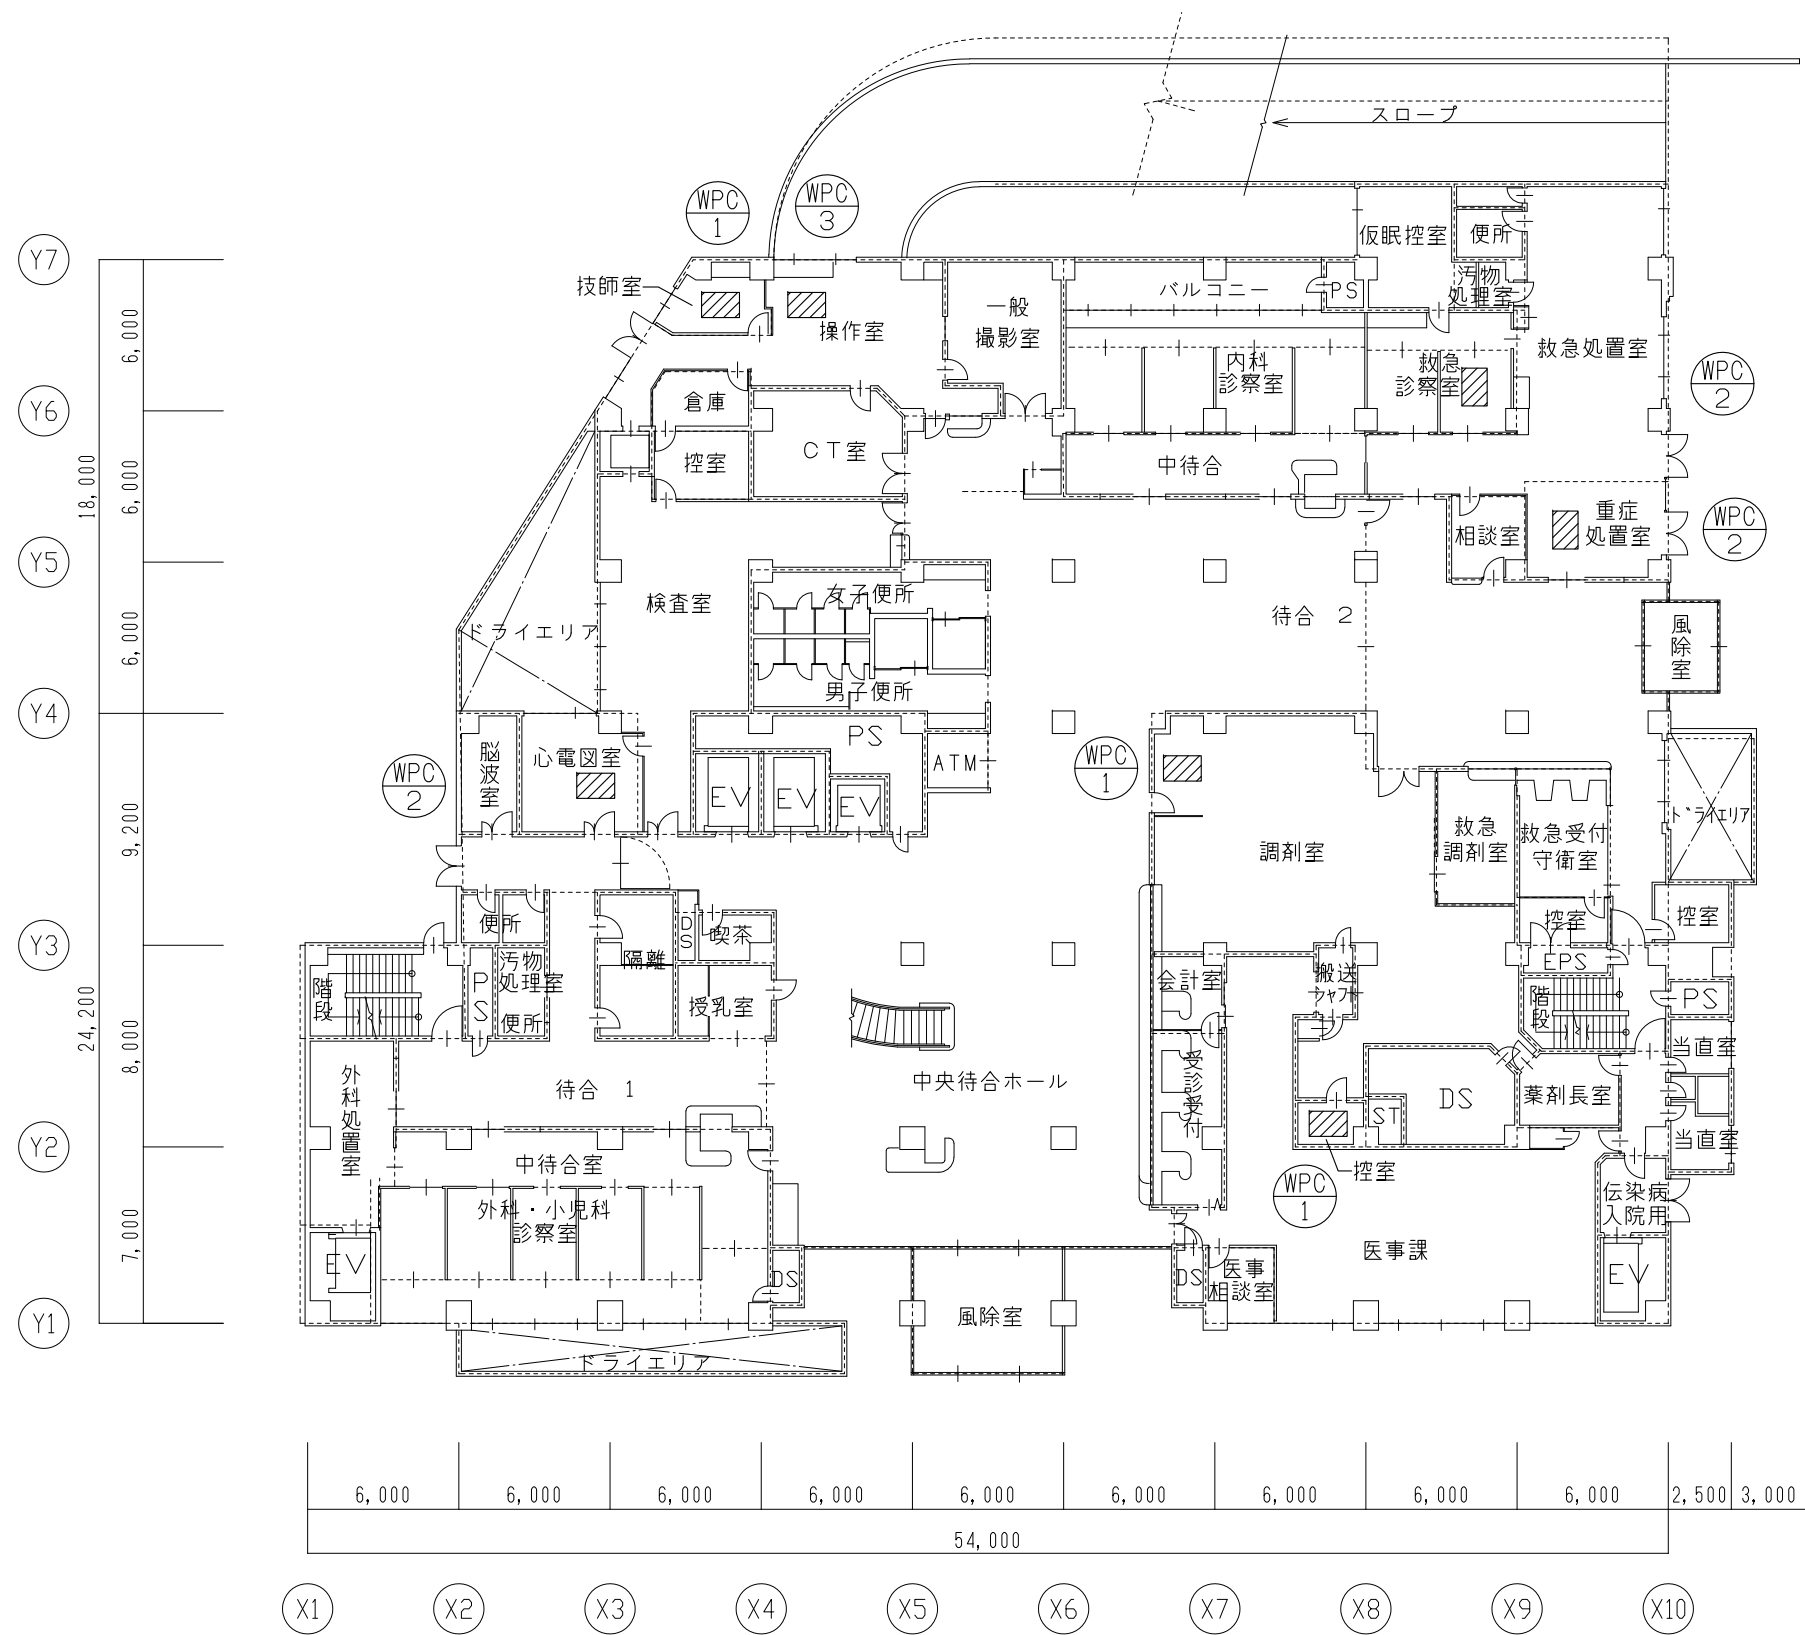 スロープ
WPC
1
WPC
3
Y7
仮眠控室
便所
技師室
汚物
処理室
バルコニー
PS
一般
撮影室
操作室
6,000
救急処置室
内科
診察室
救急
診察室
WPC
2
倉庫
Y6
CT室
控室
中待合
18,000
6,000
重症
処置室
相談室
WPC
2
Y5
女子便所
検査室
待合 2
ドライエリア
風除室
6,000
男子便所
Y4
PS
脳波室
心電図室
ATM
WPC
1
WPC
2
EV
EV
EV
ドライエリア
9,200
救急
調剤室
救急受付
守衛室
調剤室
便所
DS
喫茶
控室
控室
Y3
隔離
汚物
処理室
PS
EPS
階段
会計室
搬送
シャフト
階段
PS
授乳室
便所
24,200
8,000
当直室
受診受付
中央待合ホール
外科処置室
待合 1
薬剤長室
DS
ST
当直室
Y2
中待合室
控室
WPC
1
伝染病
入院用
外科・小児科
診察室
7,000
医事課
EV
DS
DS
医事
相談室
EV
Y1
風除室
ドライエリア
6,000
6,000
6,000
6,000
6,000
6,000
6,000
6,000
6,000
2,500
3,000
54,000
X1
X2
X3
X4
X5
X6
X7
X8
X9
X10